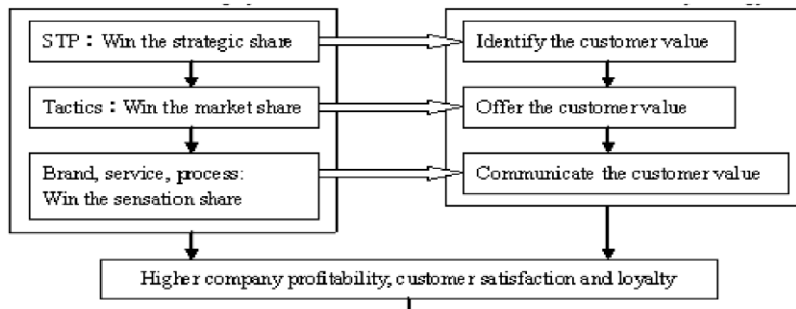 STP：Win the strategic share
Identify the customer value
Tactics：Win the market share
Offer the customer value
Brand, service, process:
Win the sensation share
Communicate the customer value
Higher company profitability, customer satisfaction and loyalty